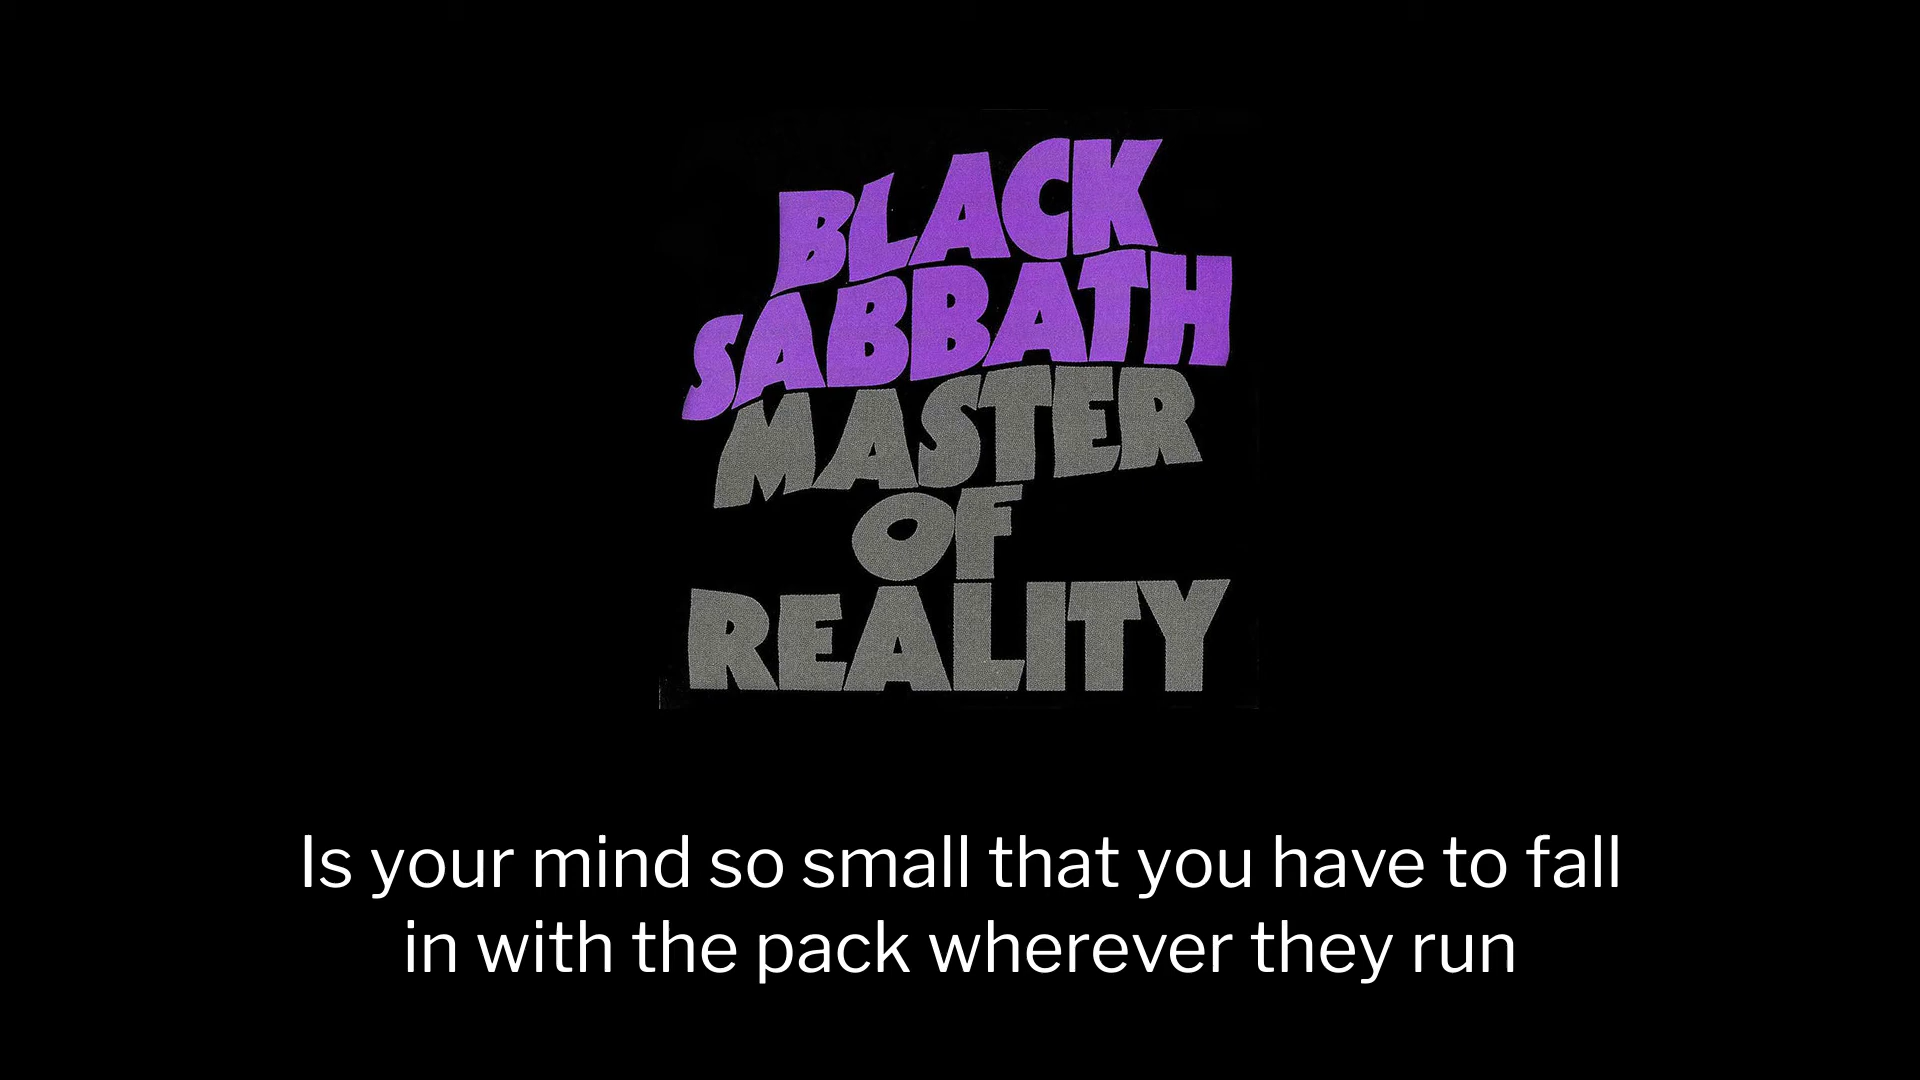 BLACK
SABBATH
MASTER
OF
REALITY
Is your mind so small that you have to fall
in with the pack wherever they run